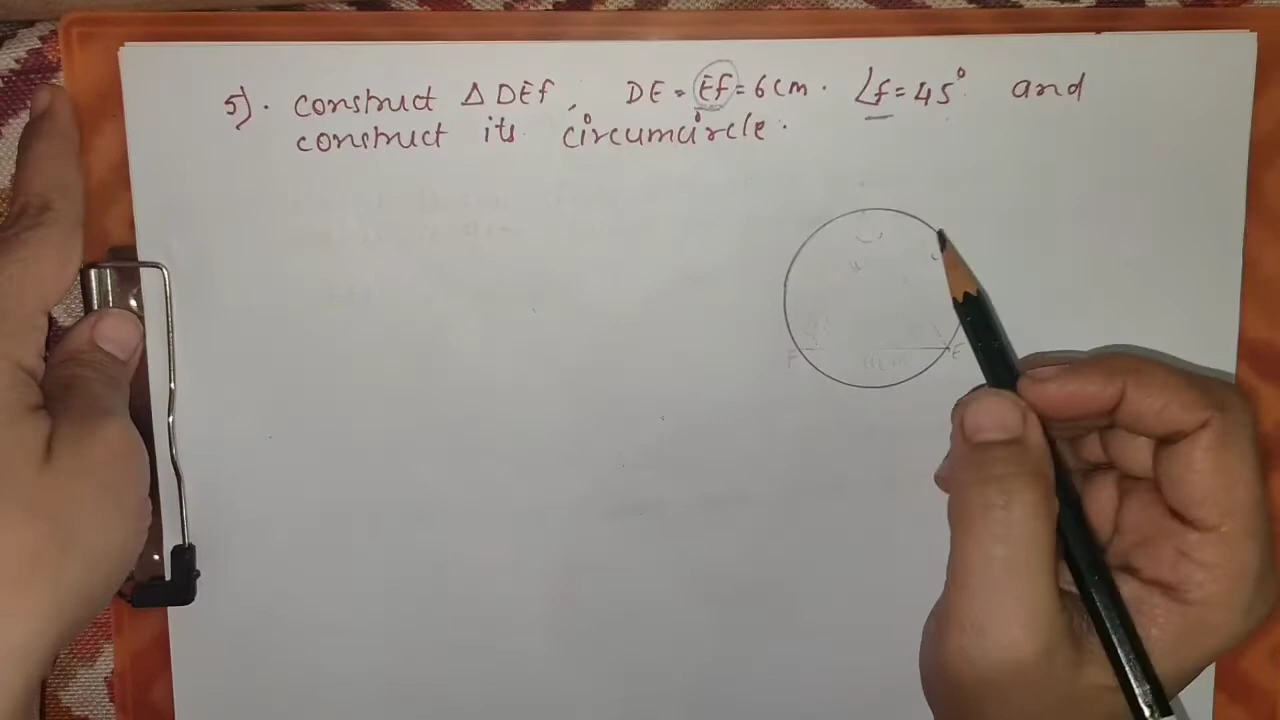 5). construct Δ DEf, DE = Ef = 6cm. ∠f = 45° and
construct its circumcircle.
F E